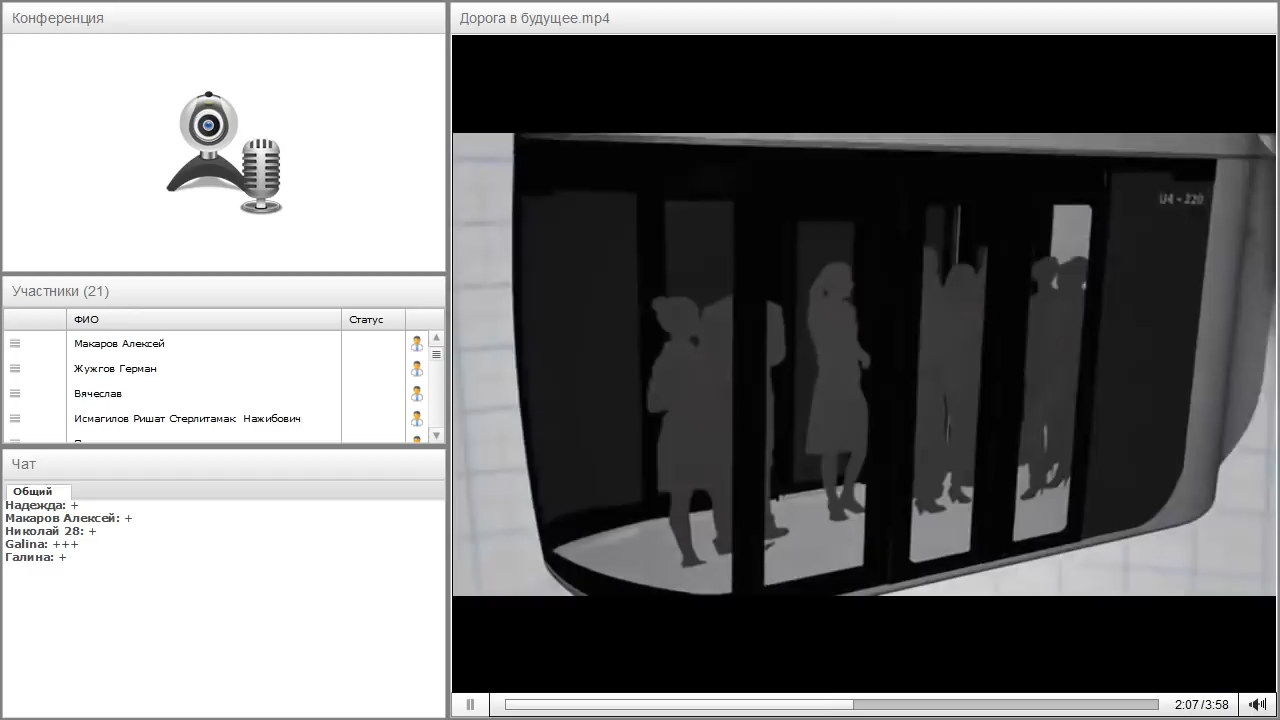 Конференция
Дорога в будущее.mp4
U4 - 220
Участники (21)
ФИО
Статус
Макаров Алексей
Жужгов Герман
Вячеслав
Исмагилов Ришат Стерлитамак Нажибович
Чат
Общий
Надежда: +
Макаров Алексей: +
Николай 28: +
Galina: +++
Галина: +
2:07/3:58